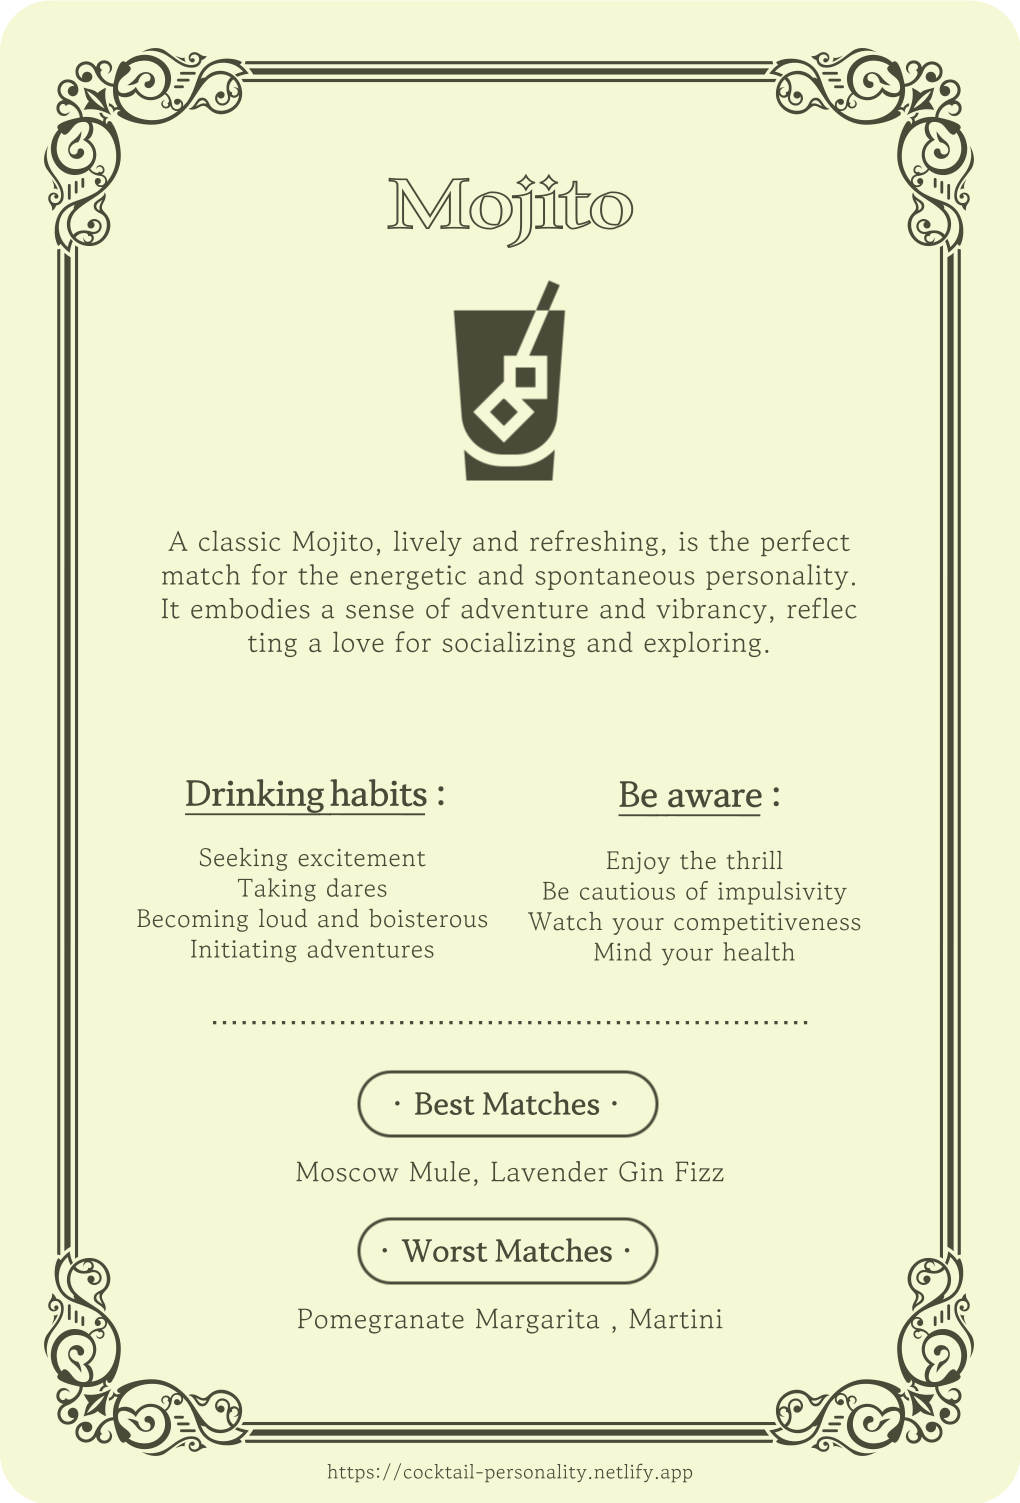 Mojito
A classic Mojito, lively and refreshing, is the perfect
match for the energetic and spontaneous personality.
It embodies a sense of adventure and vibrancy, reflec
ting a love for socializing and exploring.
Drinking habits :
Seeking excitement
Taking dares
Becoming loud and boisterous
Initiating adventures
Be aware :
Enjoy the thrill
Be cautious of impulsivity
Watch your competitiveness
Mind your health
· Best Matches ·
Moscow Mule, Lavender Gin Fizz
· Worst Matches ·
Pomegranate Margarita , Martini
https://cocktail-personality.netlify.app